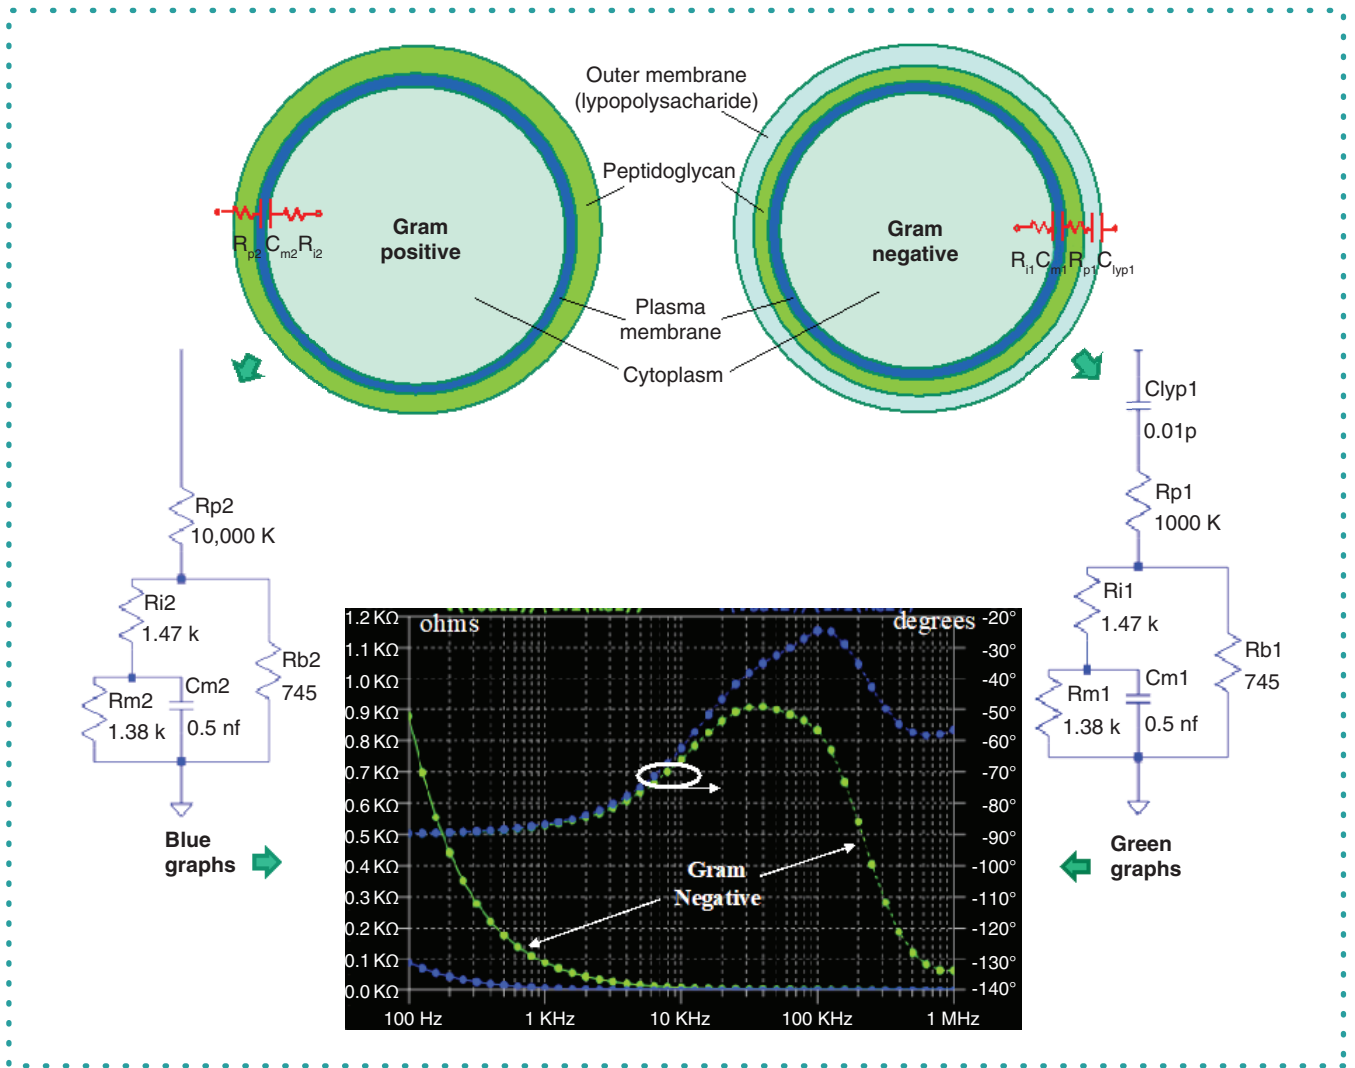 Outer membrane
(lypopolysacharide)
Peptidoglycan
Gram
positive
Gram
negative
Rp2 Cm2 Ri2
Ri1 Cm1 Rp1 Clyp1
Plasma
membrane
Cytoplasm
Clyp1
0.01p
Rp2
10,000 K
Rp1
1000 K
Ri2
1.47 k
Rb2
745
Rm2
1.38 k
Cm2
0.5 nf
Ri1
1.47 k
Rb1
745
Rm1
1.38 k
Cm1
0.5 nf
Blue
graphs
Green
graphs
ohms
degrees
1.2 KΩ
1.1 KΩ
1.0 KΩ
0.9 KΩ
0.8 KΩ
0.7 KΩ
0.6 KΩ
0.5 KΩ
0.4 KΩ
0.3 KΩ
0.2 KΩ
0.1 KΩ
0.0 KΩ
-20°
-30°
-40°
-50°
-60°
-70°
-80°
-90°
-100°
-110°
-120°
-130°
-140°
Gram
Negative
100 Hz
1 KHz
10 KHz
100 KHz
1 MHz